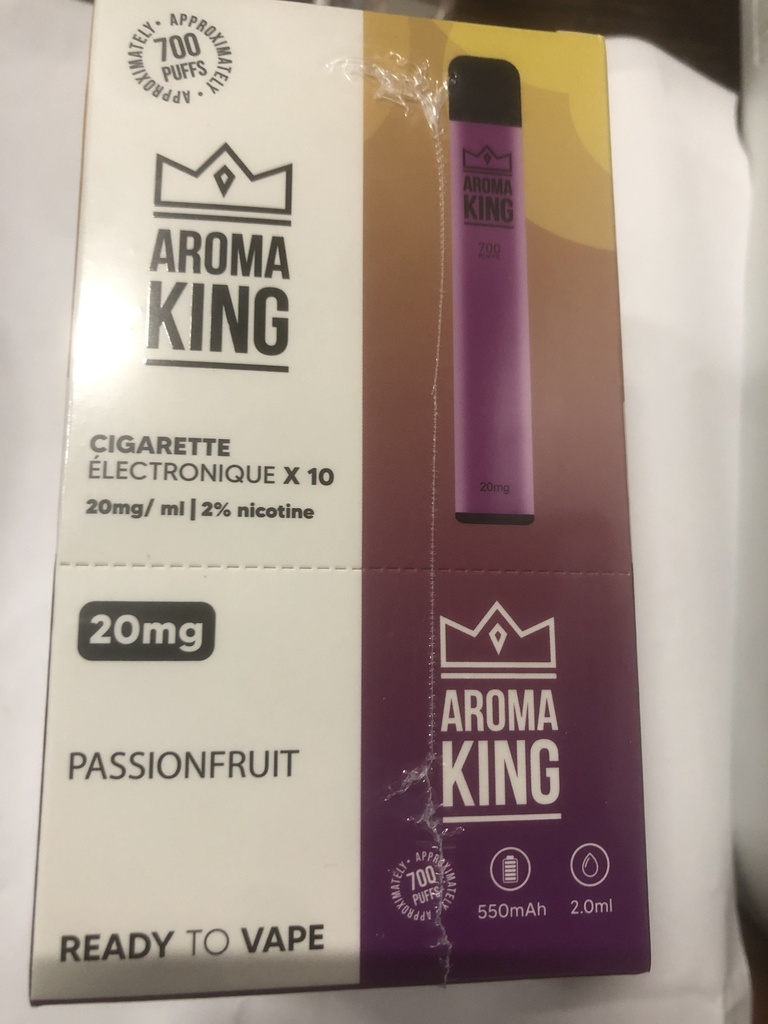 APPROXIMATELY • APPROXIMATELY •
700
PUFFS
AROMA
KING
CIGARETTE
ÉLECTRONIQUE X 10
20mg/ ml | 2% nicotine
20mg
PASSIONFRUIT
READY TO VAPE
AROMA
KING
700
PUFFS
20mg
AROMA
KING
APPROXIMATELY • APPROXIMATELY •
700
PUFFS
550mAh
2.0ml